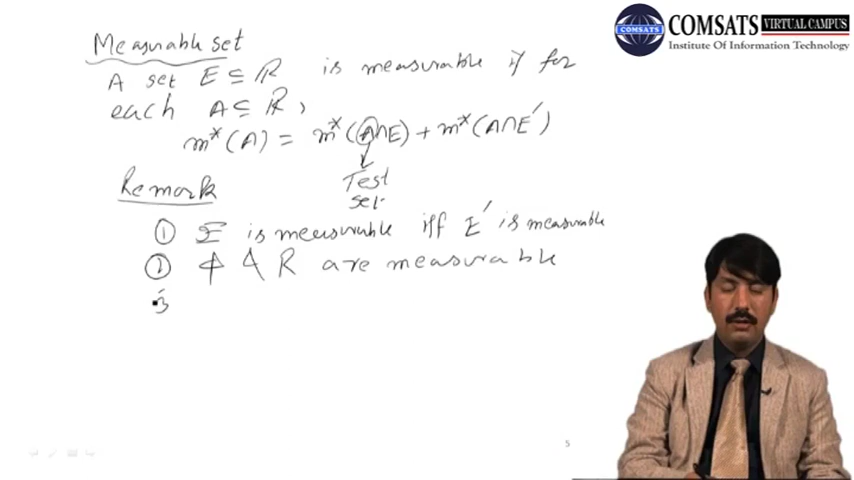 COMSATS VIRTUAL CAMPUS
COMSATS
Institute Of Information Technology
Measurable set
A set E ⊆ ℝ is measurable if for
each A ⊆ ℝ,
m*(A) = m*(A∩E) + m*(A∩E′)
Test
set
Remark
① E is measurable iff E′ is measurable
② ϕ & R are measurable
3
5